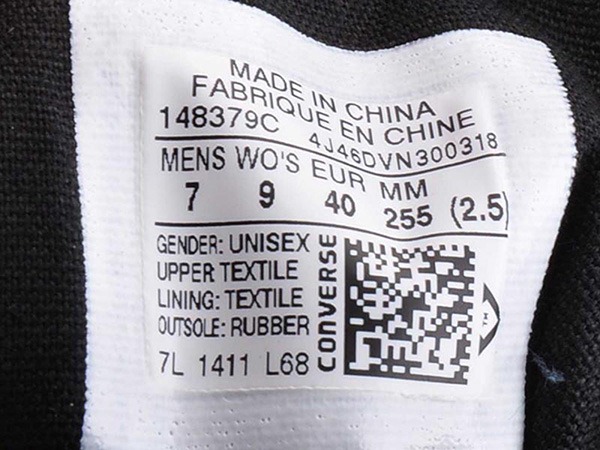 MADE IN CHINA
FABRIQUE EN CHINE
148379C 4J46DVN300318
MENS WO'S EUR MM
7 9 40 255 (2.5)
GENDER: UNISEX
UPPER TEXTILE
LINING: TEXTILE
OUTSOLE: RUBBER
7L 1411 L68
CONVERSE
TM